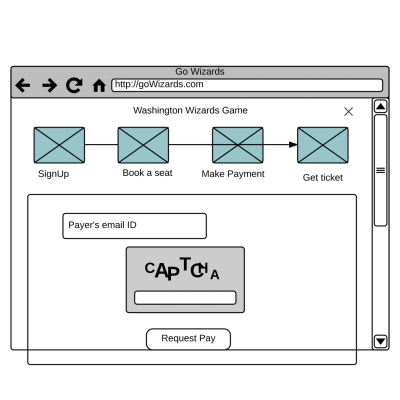 Go Wizards
http://goWizards.com
Washington Wizards Game
SignUp
Book a seat
Make Payment
Get ticket
Payer's email ID
CAPTCHA
Request Pay